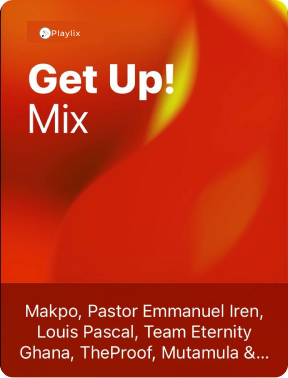 Playlix
Get Up!
Mix
Makpo, Pastor Emmanuel Iren,
Louis Pascal, Team Eternity
Ghana, TheProof, Mutamula &...